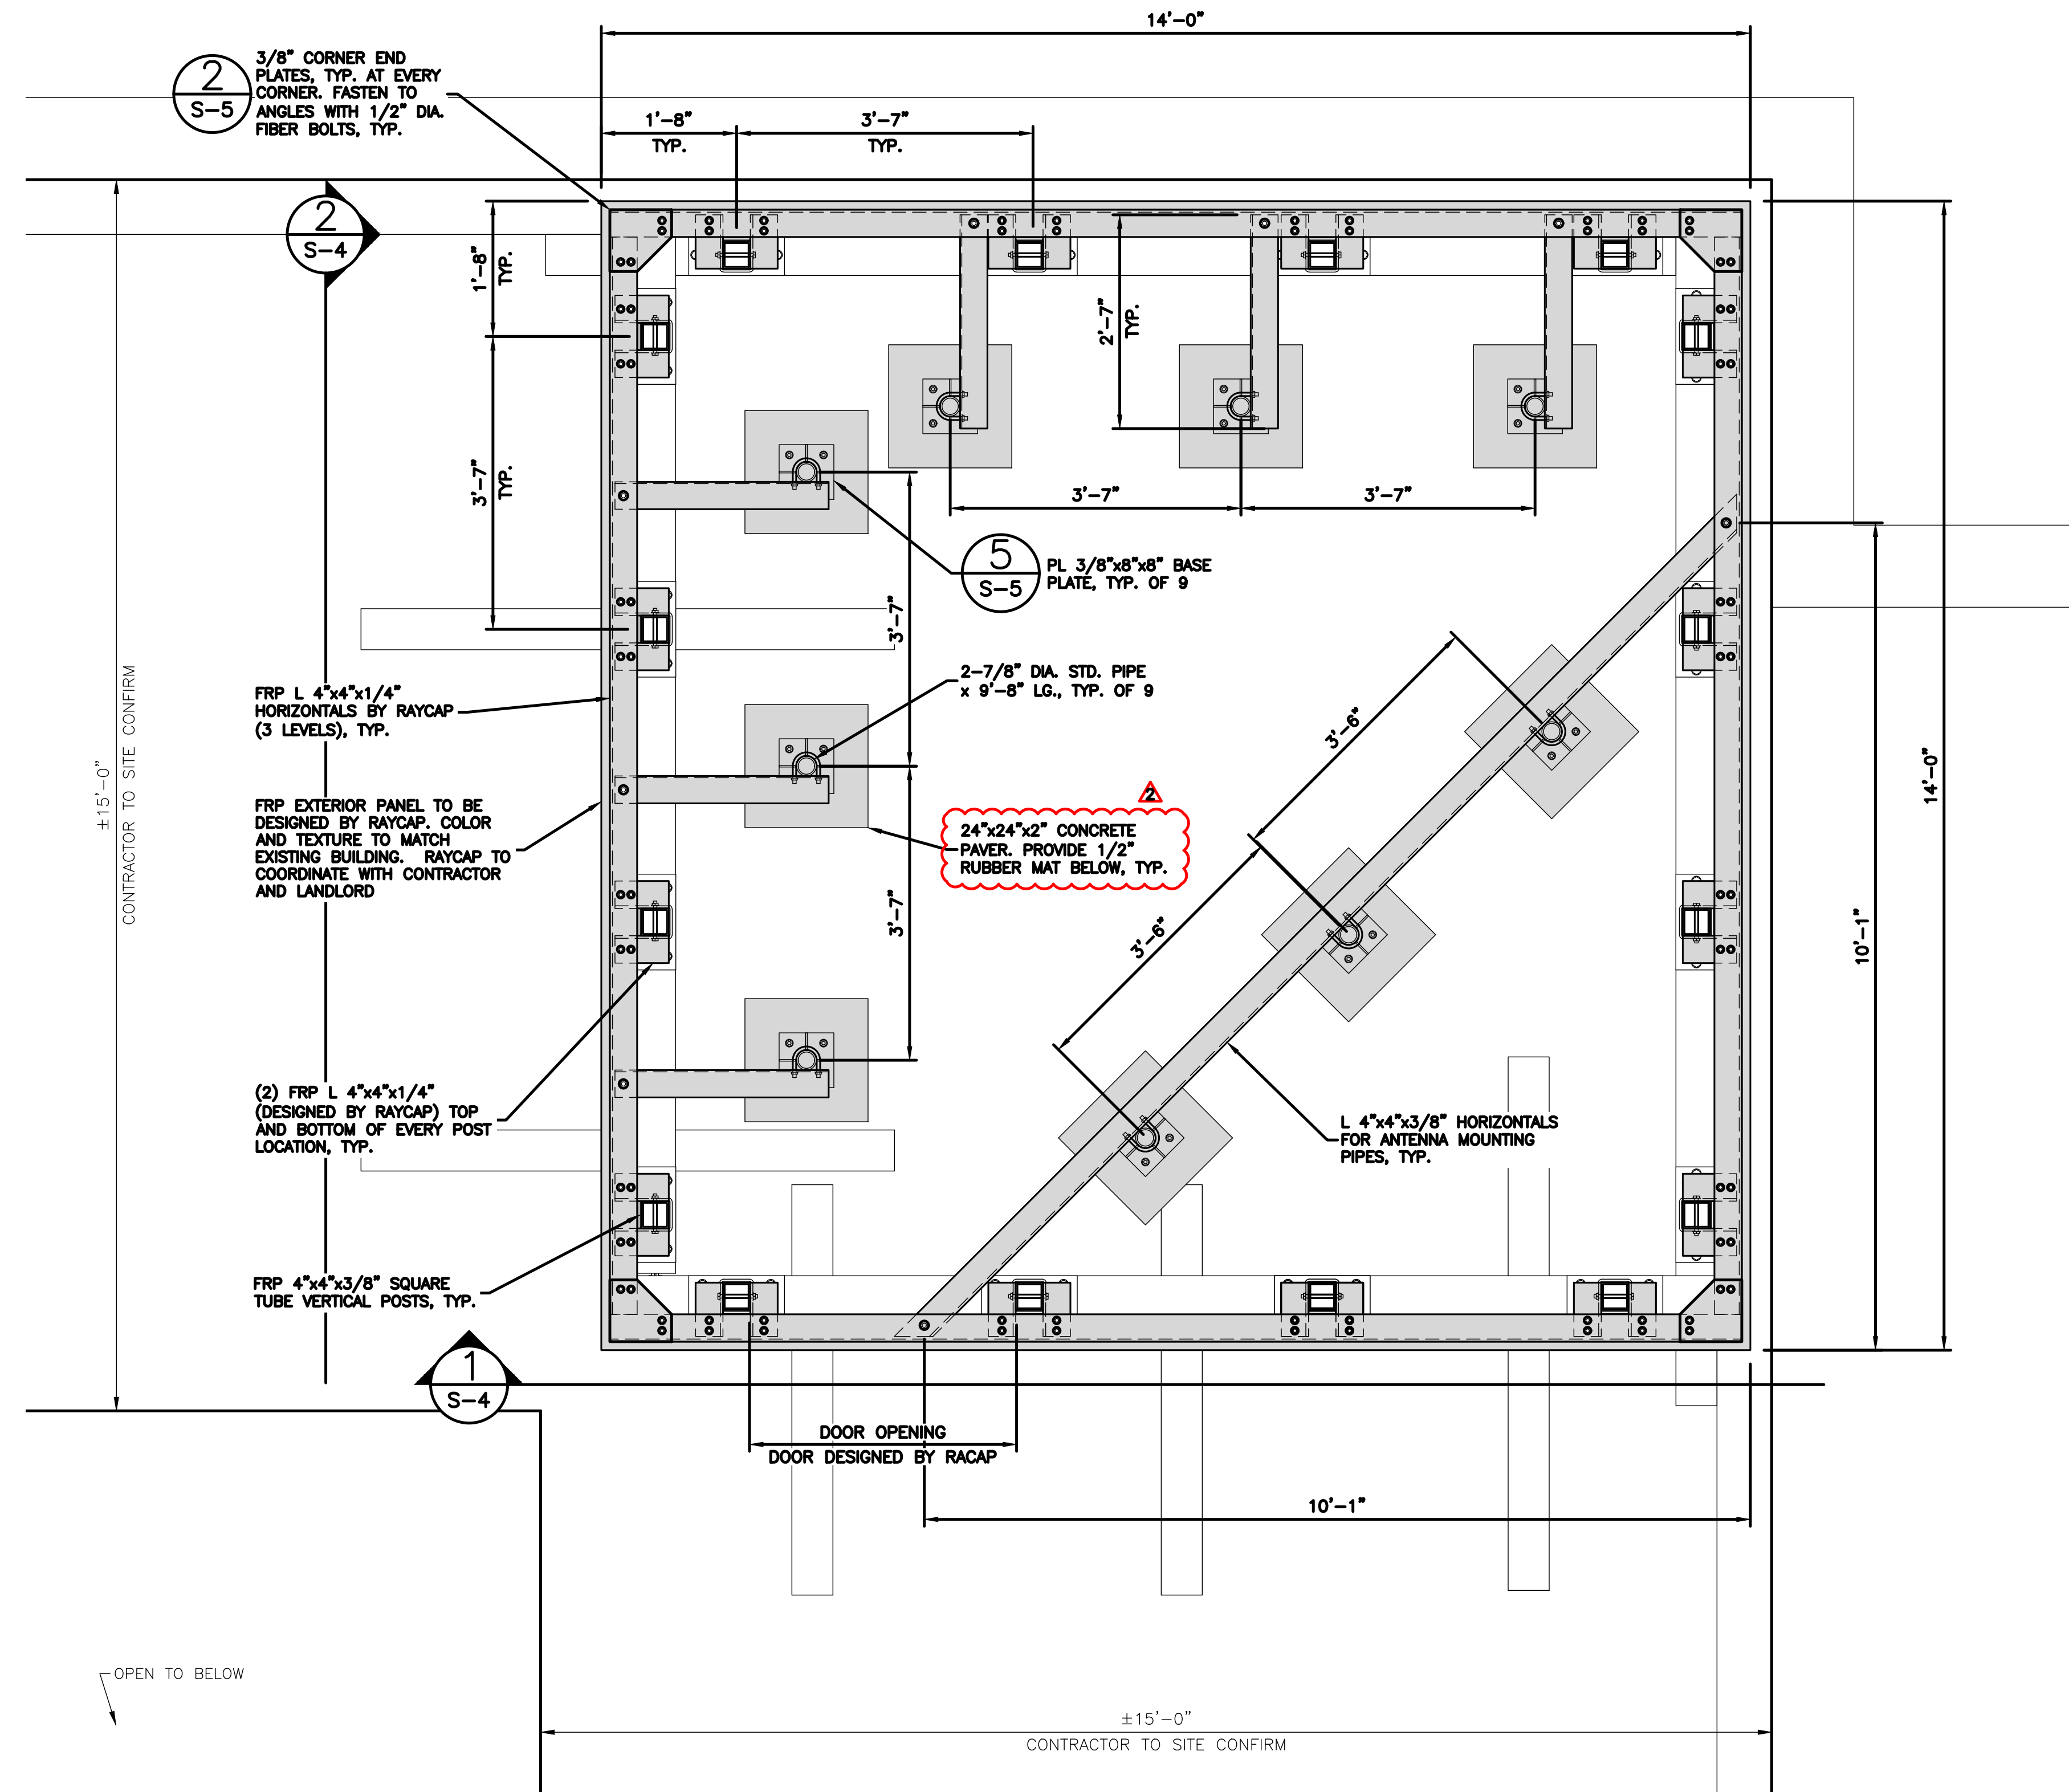 14'-0"
2
S-5
3/8" CORNER END
PLATES, TYP. AT EVERY
CORNER. FASTEN TO
ANGLES WITH 1/2" DIA.
FIBER BOLTS, TYP.
1'-8"
TYP.
3'-7"
TYP.
2
S-4
1'-8"
TYP.
3'-7"
TYP.
2'-7"
TYP.
3'-7"
3'-7"
5
S-5
PL 3/8"x8"x8" BASE
PLATE, TYP. OF 9
3'-7"
2-7/8" DIA. STD. PIPE
x 9'-8" LG., TYP. OF 9
FRP L 4"x4"x1/4"
HORIZONTALS BY RAYCAP
(3 LEVELS), TYP.
±15'-0"
CONTRACTOR TO SITE CONFIRM
3'-6"
14'-0"
2
24"x24"x2" CONCRETE
PAVER. PROVIDE 1/2"
RUBBER MAT BELOW, TYP.
FRP EXTERIOR PANEL TO BE
DESIGNED BY RAYCAP. COLOR
AND TEXTURE TO MATCH
EXISTING BUILDING. RAYCAP TO
COORDINATE WITH CONTRACTOR
AND LANDLORD
3'-7"
3'-6"
10'-1"
(2) FRP L 4"x4"x1/4"
(DESIGNED BY RAYCAP) TOP
AND BOTTOM OF EVERY POST
LOCATION, TYP.
L 4"x4"x3/8" HORIZONTALS
FOR ANTENNA MOUNTING
PIPES, TYP.
FRP 4"x4"x3/8" SQUARE
TUBE VERTICAL POSTS, TYP.
1
S-4
DOOR OPENING
DOOR DESIGNED BY RACAP
10'-1"
OPEN TO BELOW
±15'-0"
CONTRACTOR TO SITE CONFIRM